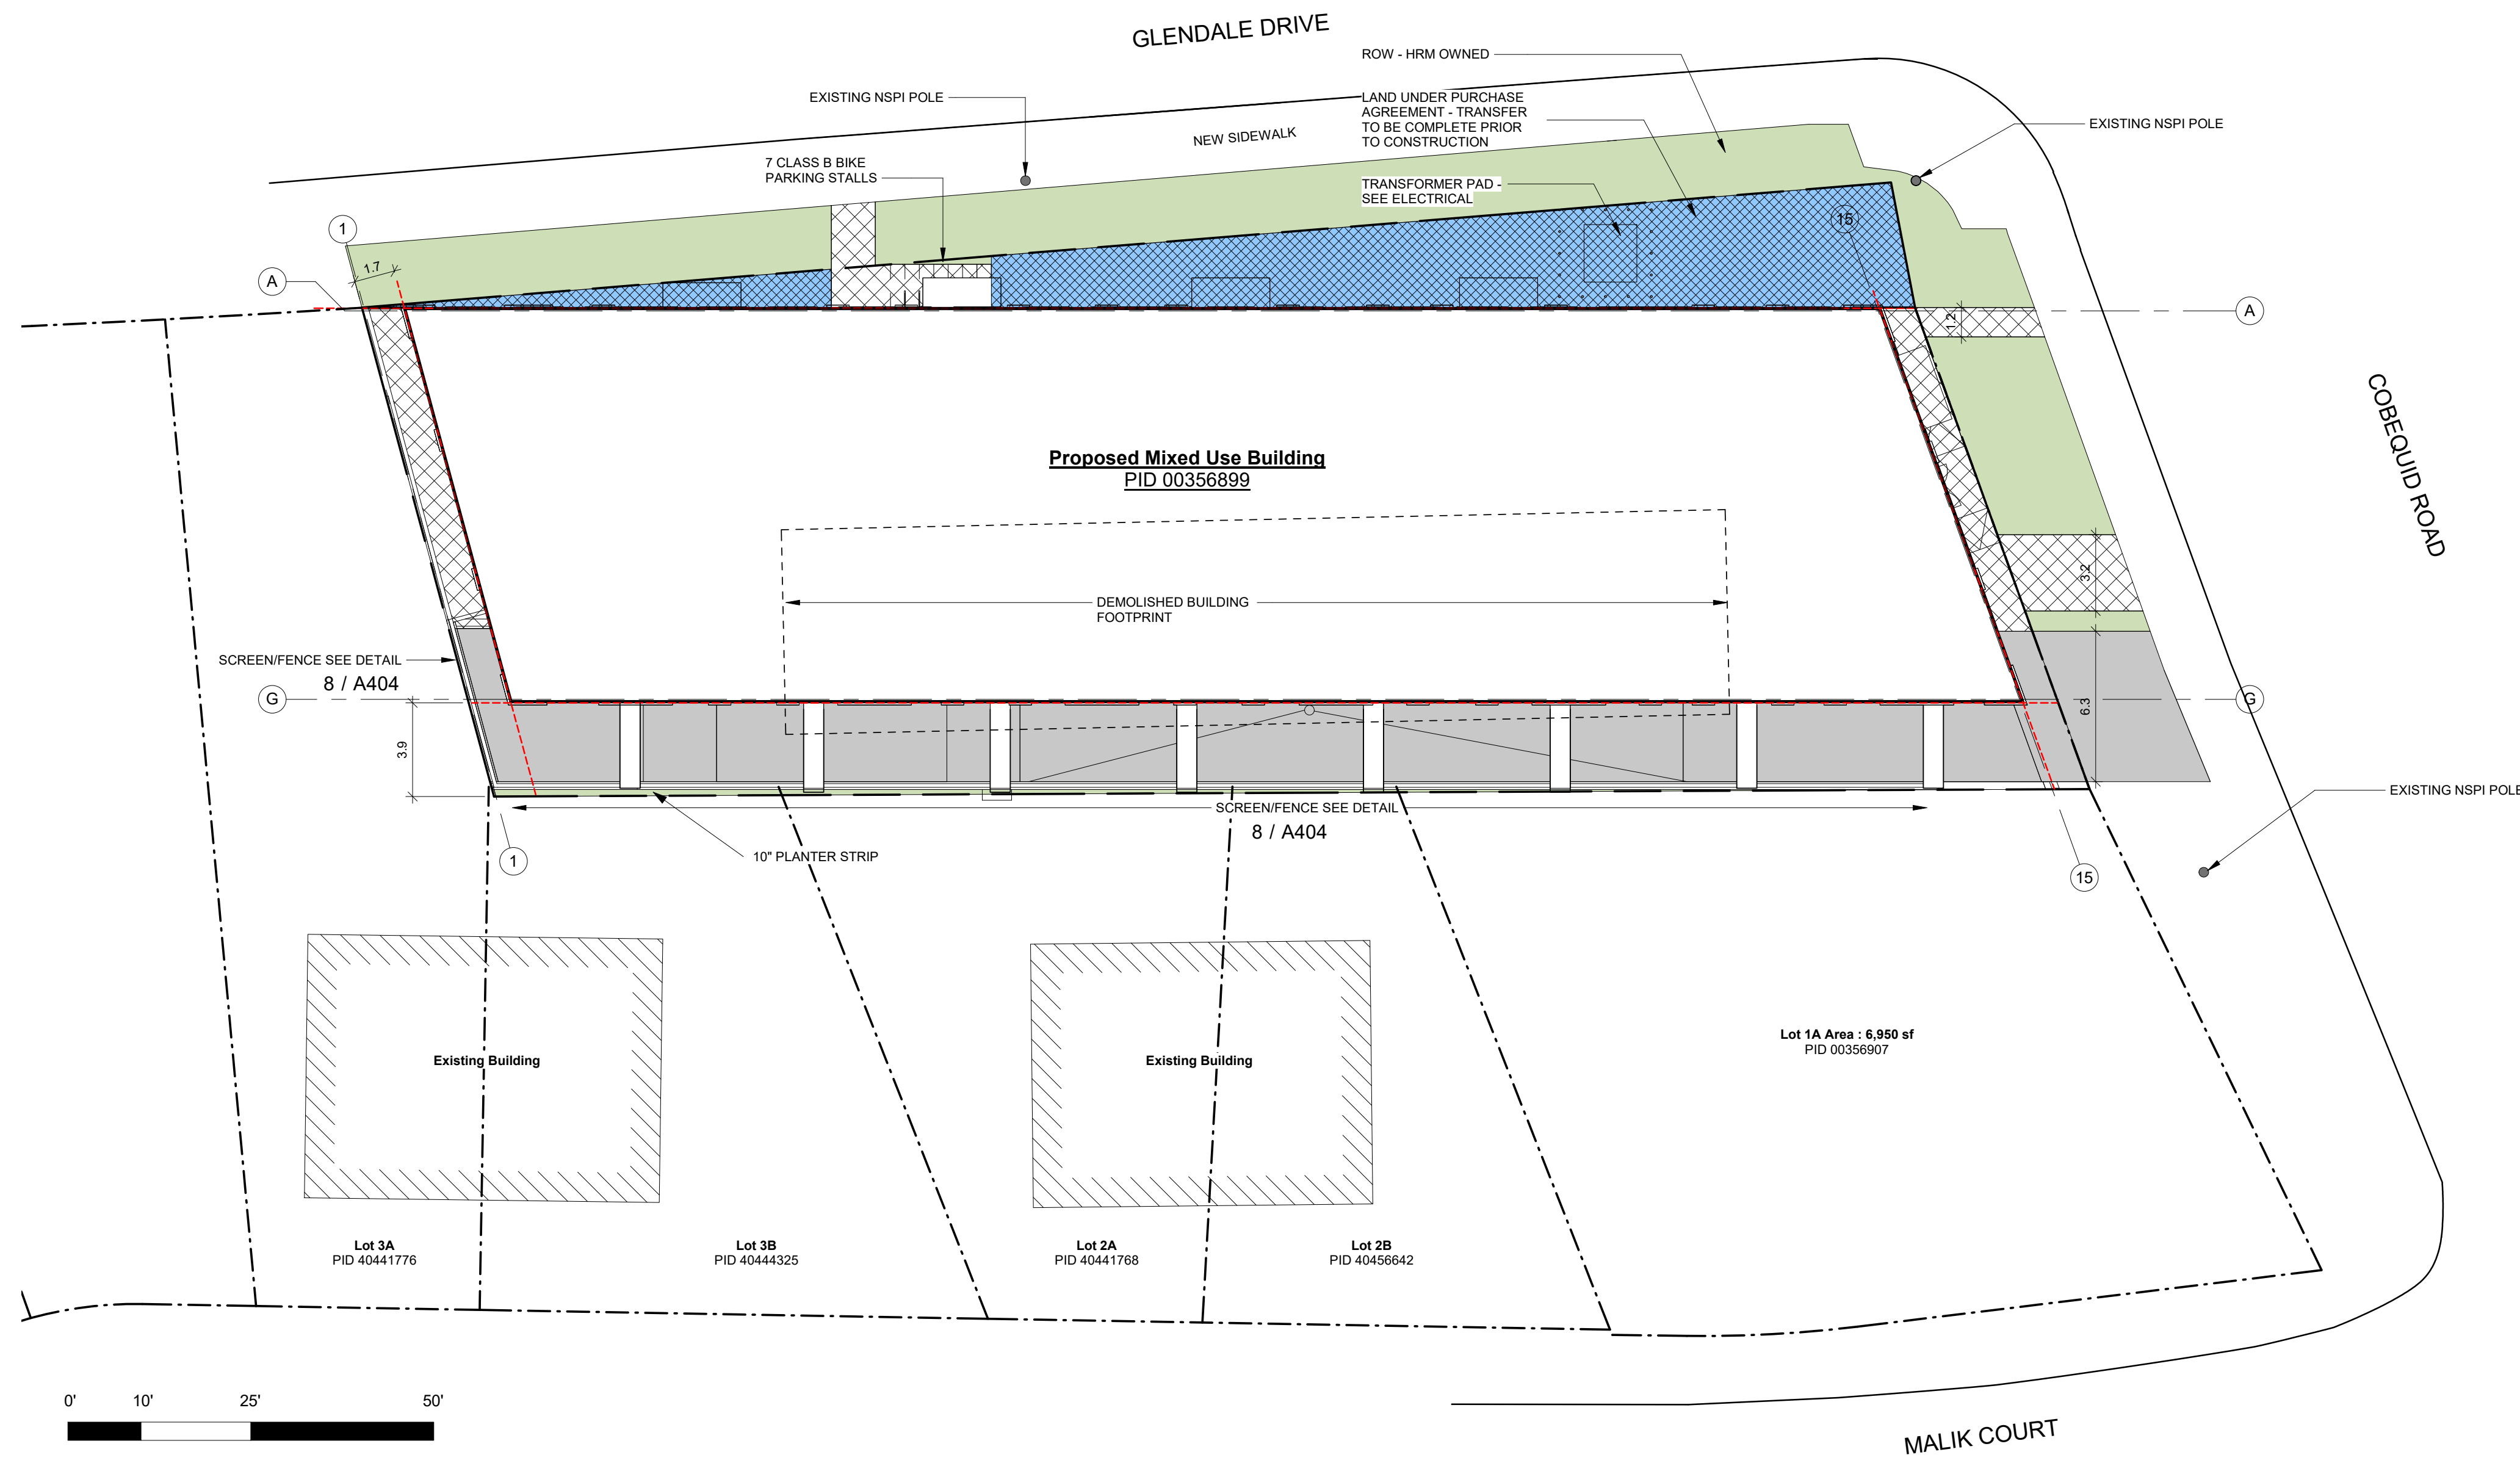 GLENDALE DRIVE
ROW - HRM OWNED
EXISTING NSPI POLE
LAND UNDER PURCHASE
AGREEMENT - TRANSFER
TO BE COMPLETE PRIOR
TO CONSTRUCTION
EXISTING NSPI POLE
NEW SIDEWALK
7 CLASS B BIKE
PARKING STALLS
TRANSFORMER PAD -
SEE ELECTRICAL
1
15
1.7
A
A
1.2
COBEQUID ROAD
Proposed Mixed Use Building
PID 00356899
3.2
DEMOLISHED BUILDING
FOOTPRINT
SCREEN/FENCE SEE DETAIL
8 / A404
G
G
6.3
3.9
EXISTING NSPI POLE
SCREEN/FENCE SEE DETAIL
8 / A404
10" PLANTER STRIP
1
15
Lot 1A Area : 6,950 sf
PID 00356907
Existing Building
Existing Building
Lot 3A
PID 40441776
Lot 3B
PID 40444325
Lot 2A
PID 40441768
Lot 2B
PID 40456642
0' 10' 25' 50'
MALIK COURT